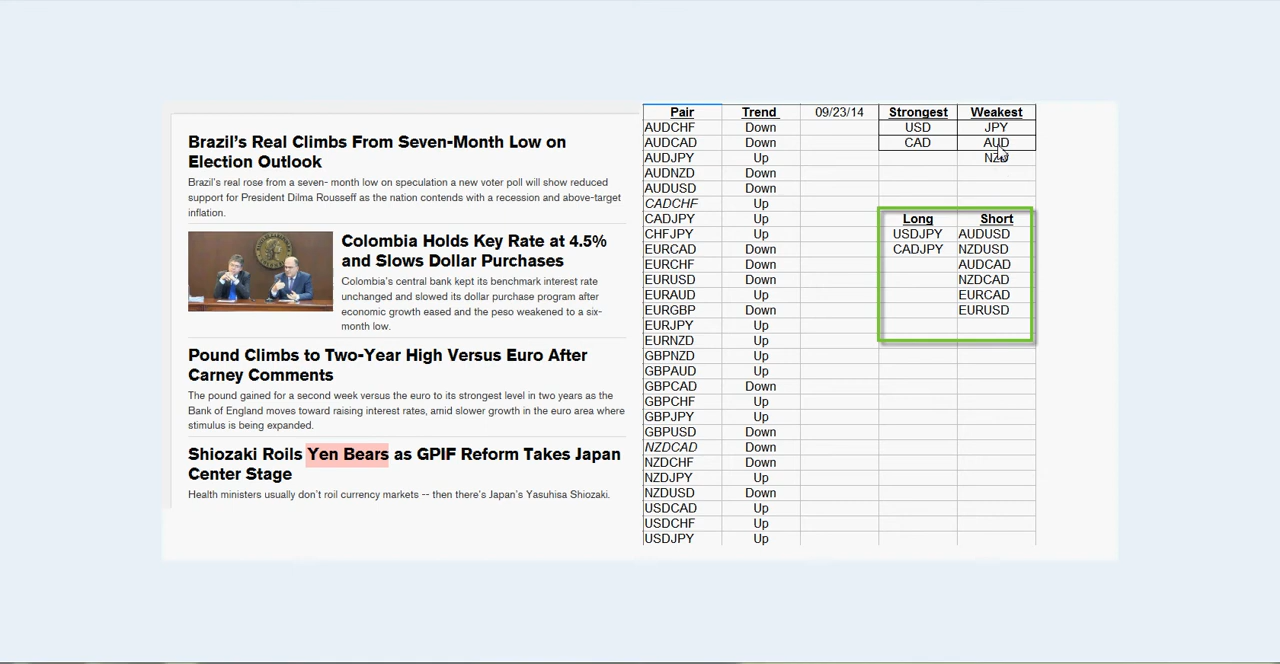 Brazil's Real Climbs From Seven-Month Low on
Election Outlook
Brazil's real rose from a seven- month low on speculation a new voter poll will show reduced
support for President Dilma Rousseff as the nation contends with a recession and above-target
inflation.
Colombia Holds Key Rate at 4.5%
and Slows Dollar Purchases
Colombia's central bank kept its benchmark interest rate
unchanged and slowed its dollar purchase program after
economic growth eased and the peso weakened to a six-
month low.
Pound Climbs to Two-Year High Versus Euro After
Carney Comments
The pound gained for a second week versus the euro to its strongest level in two years as the
Bank of England moves toward raising interest rates, amid slower growth in the euro area where
stimulus is being expanded.
Shiozaki Roils Yen Bears as GPIF Reform Takes Japan
Center Stage
Health ministers usually don't roil currency markets -- then there's Japan's Yasuhisa Shiozaki.
Pair Trend 09/23/14 Strongest Weakest
AUDCHF Down USD JPY
AUDCAD Down CAD AUD
AUDJPY Up NZD
AUDNZD Down
AUDUSD Down
CADCHF Up
CADJPY Up Long Short
CHFJPY Up USDJPY AUDUSD
EURCAD Down CADJPY NZDUSD
EURCHF Down AUDCAD
EURUSD Down NZDCAD
EURAUD Up EURCAD
EURGBP Down EURUSD
EURJPY Up
EURNZD Up
GBPNZD Up
GBPAUD Up
GBPCAD Down
GBPCHF Up
GBPJPY Up
GBPUSD Down
NZDCAD Down
NZDCHF Down
NZDJPY Up
NZDUSD Down
USDCAD Up
USDCHF Up
USDJPY Up